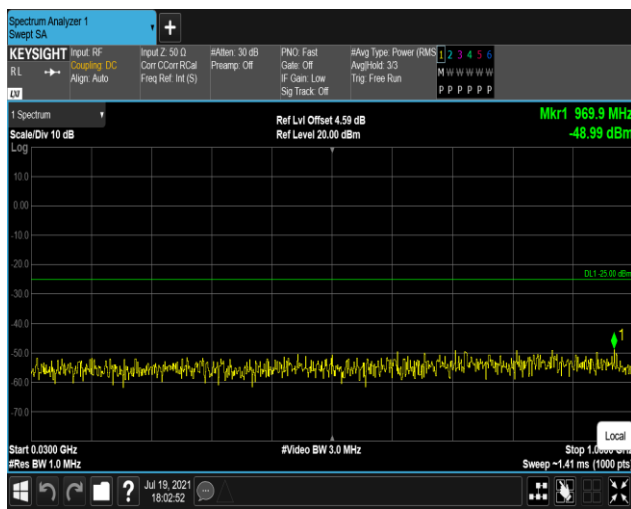 Spectrum Analyzer 1
Swept SA
+
KEYSIGHT Input: RF Input Z: 50 Ω #Atten: 30 dB PNO: Fast #Avg Type: Power (RMS 1 2 3 4 5 6
RL Coupling: DC Corr CCorr RCal Preamp: Off Gate: Off Avg|Hold: 3/3 M W W W W W
Align: Auto Freq Ref: Int (S) IF Gain: Low Trig: Free Run
LXI Sig Track: Off P P P P P P
1 Spectrum Ref Lvl Offset 4.59 dB Mkr1 969.9 MHz
Scale/Div 10 dB Ref Level 20.00 dBm -48.99 dBm
Log
10.0
0.00
-10.0
-20.0
DL1 -25.00 dBm
-30.0
-40.0
1
-50.0
-60.0
-70.0
Local
Start 0.0300 GHz #Video BW 3.0 MHz Stop
#Res BW 1.0 MHz Sweep ~1.41 ms (1000 pts)
? Jul 19, 2021
18:02:52